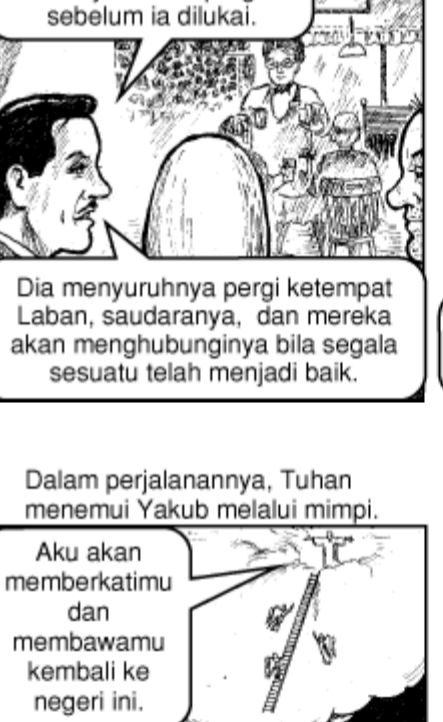 sebelum ia dilukai.
Dia menyuruhnya pergi ketempat
Laban, saudaranya, dan mereka
akan menghubunginya bila segala
sesuatu telah menjadi baik.
Dalam perjalanannya, Tuhan
menemui Yakub melalui mimpi.
Aku akan
memberkatimu
dan
membawamu
kembali ke
negeri ini.